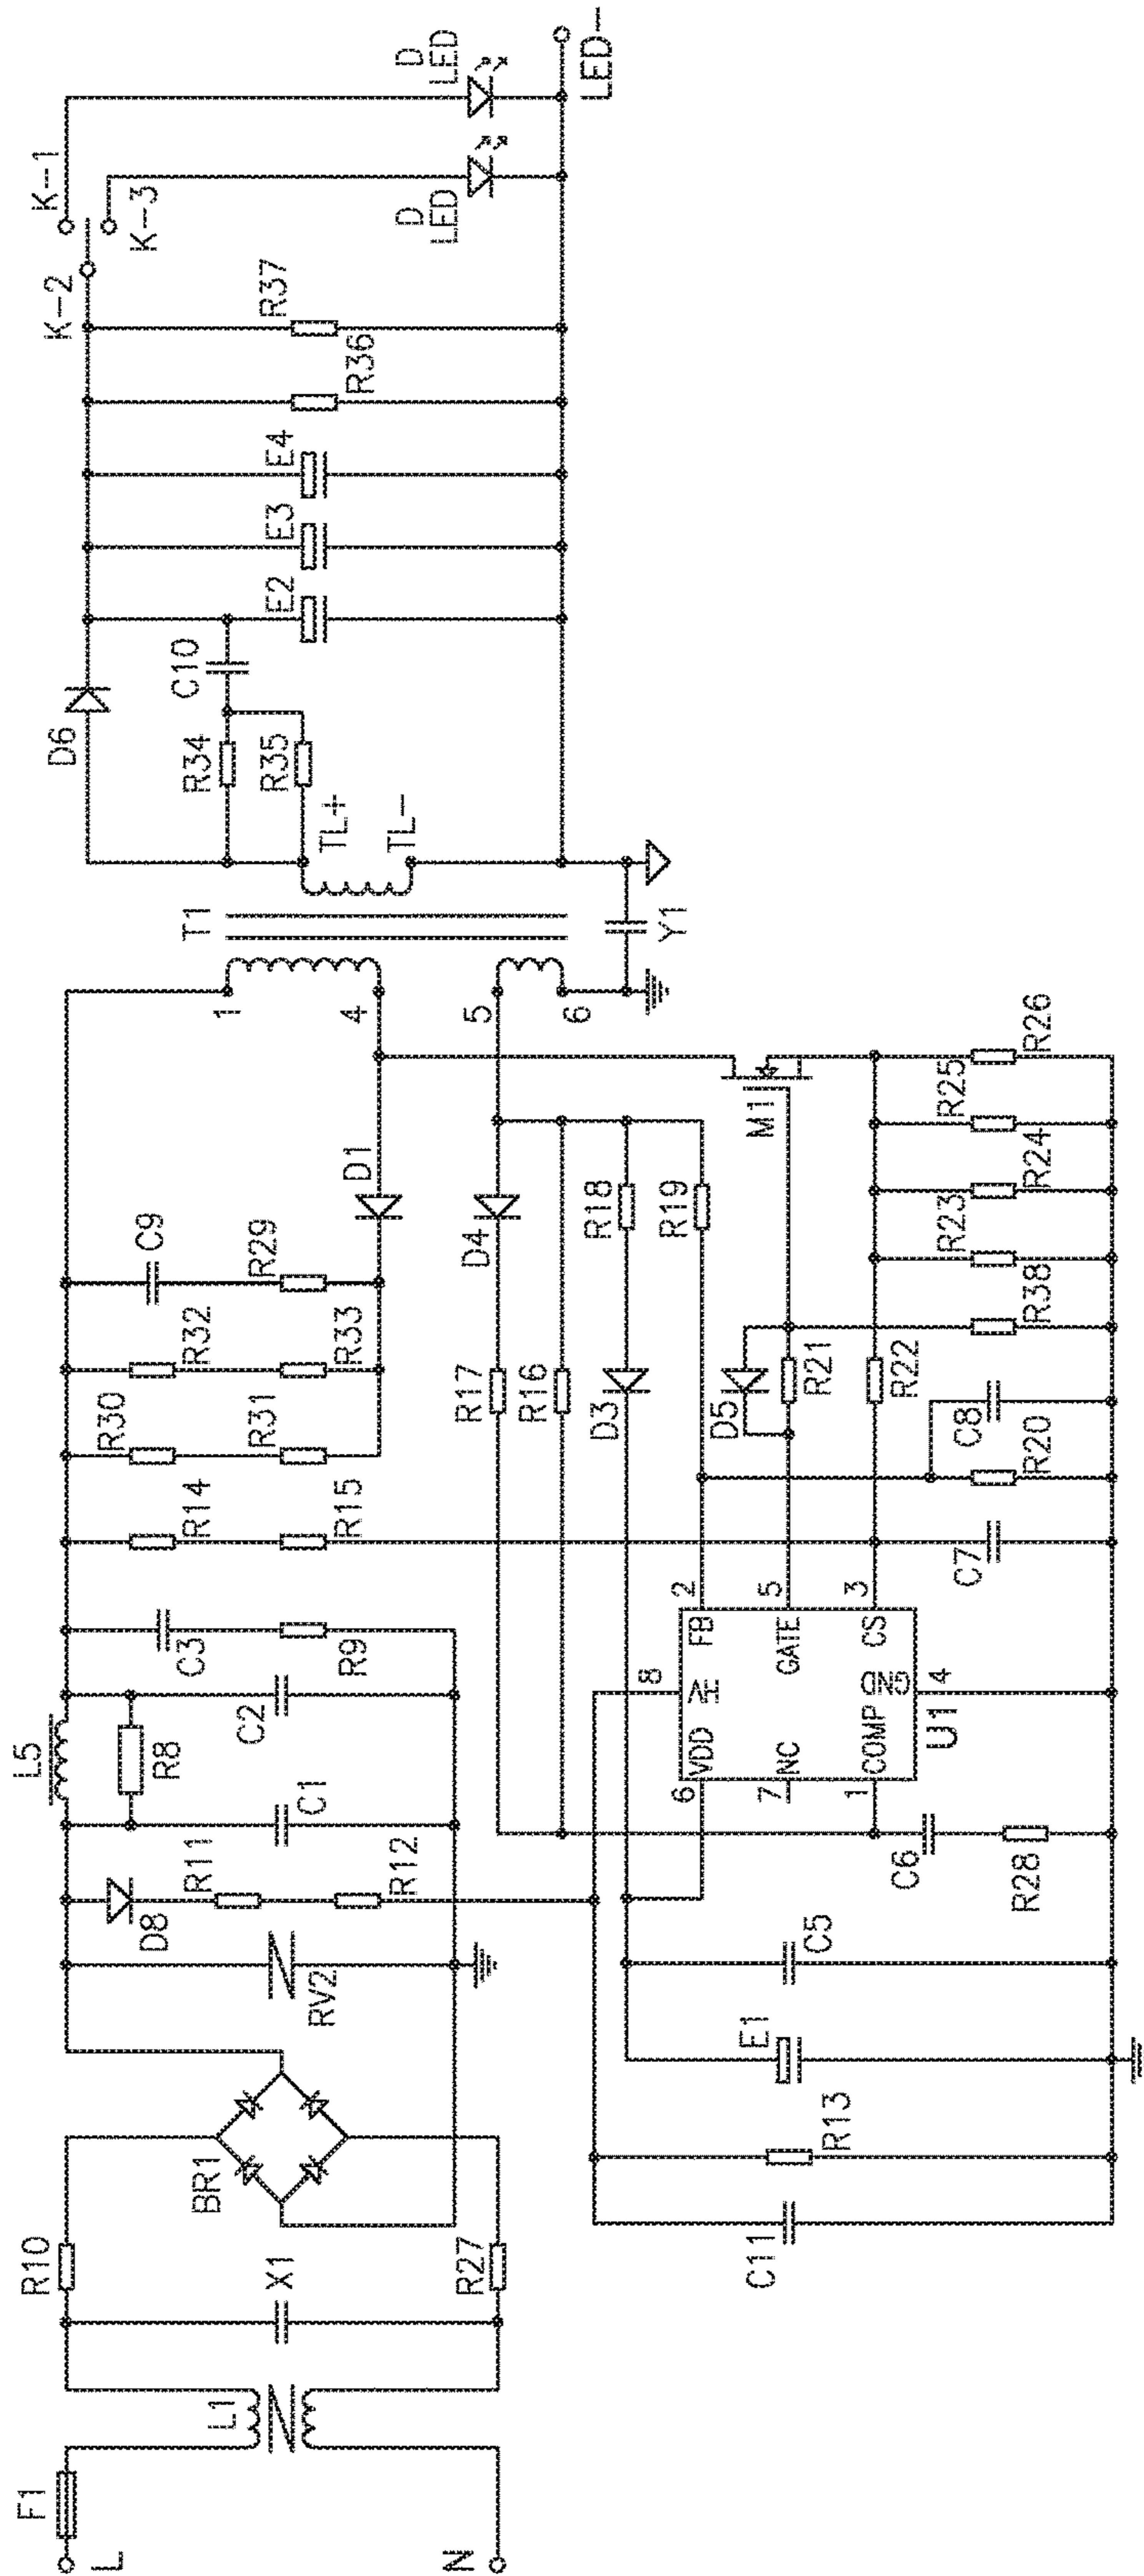 L
N
F1
L1
R10
X1
R27
BR1
RV2
D8
R11
R12
L5
R8
C1
C2
C3
R9
R14
R15
R30
R31
R32
R33
C9
R29
D1
T1
1
4
5
6
Y1
TL+
TL-
D6
R34
R35
C10
E2
E3
E4
R36
R37
K-2
K-1
K-3
D
LED
D
LED
LED-
D4
R17
R16
D3
R18
R19
D5
R21
M1
R22
R38
R23
R24
R25
R26
C8
R20
C7
8
6
7
1
2
5
3
4
HV
VDD
NC
COMP
FB
GATE
CS
GND
U1
C6
R28
C5
E1
R13
C11